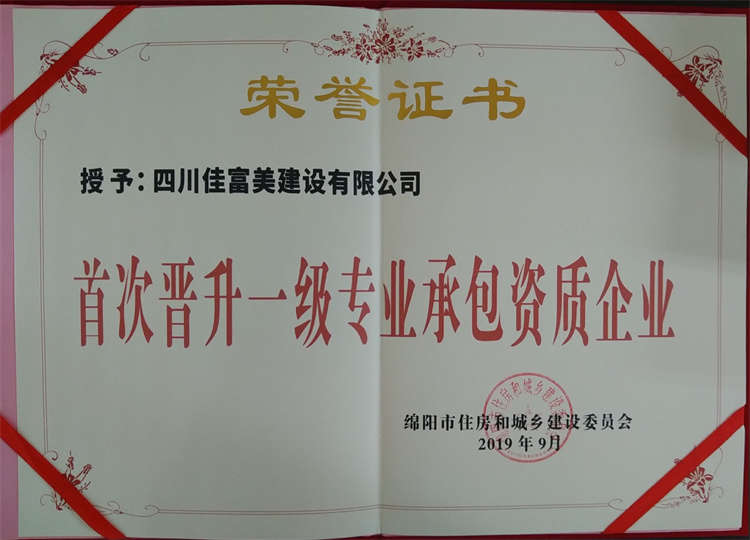 荣誉证书
授予：四川佳富美建设有限公司
首次晋升一级专业承包资质企业
绵阳市住房和城乡建设委员会
2019年9月